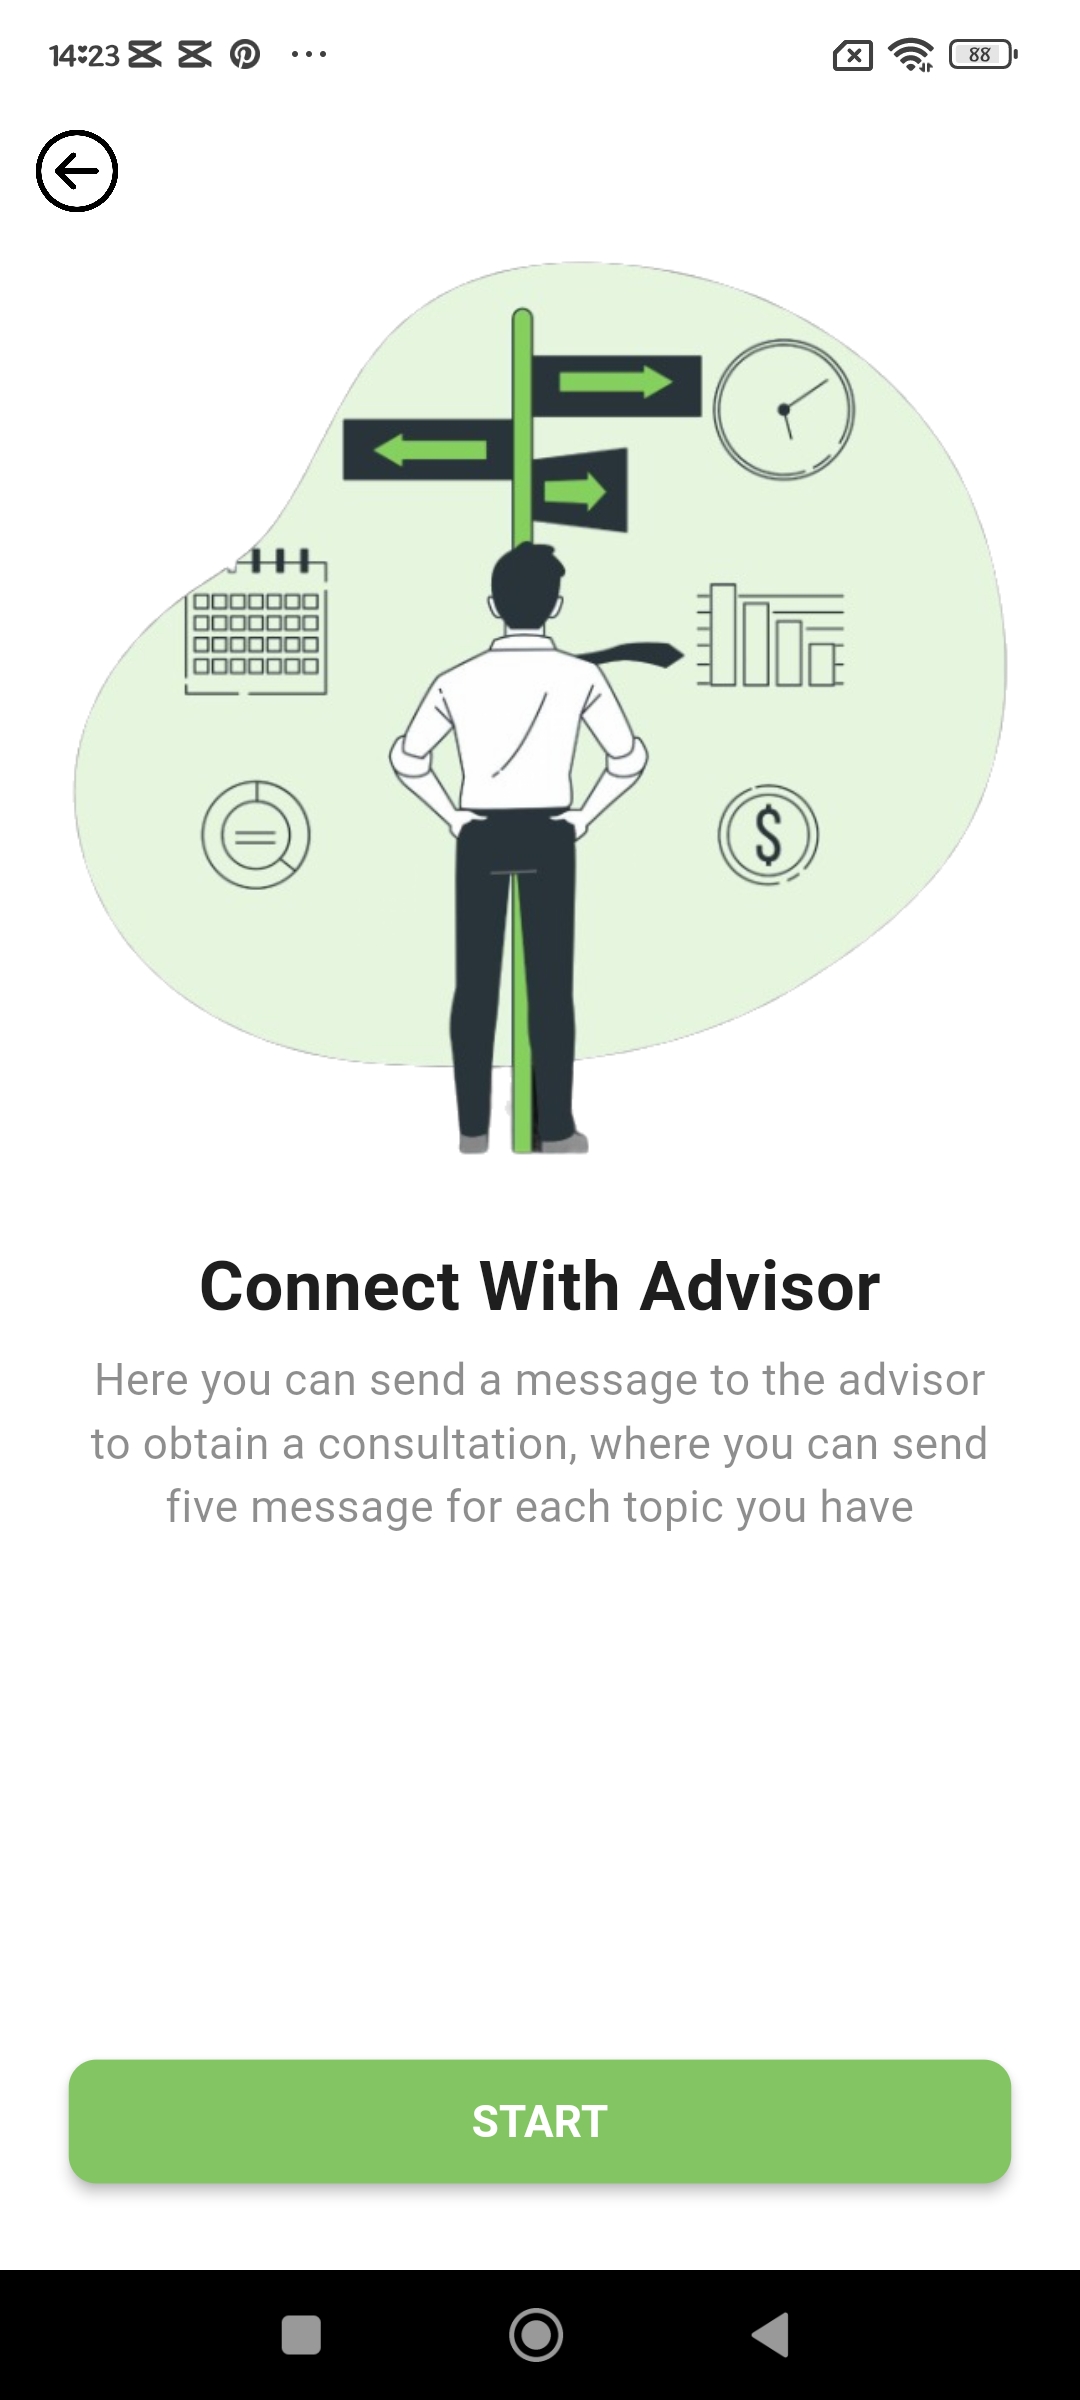 14:23
88
$
Connect With Advisor
Here you can send a message to the advisor
to obtain a consultation, where you can send
five message for each topic you have
START